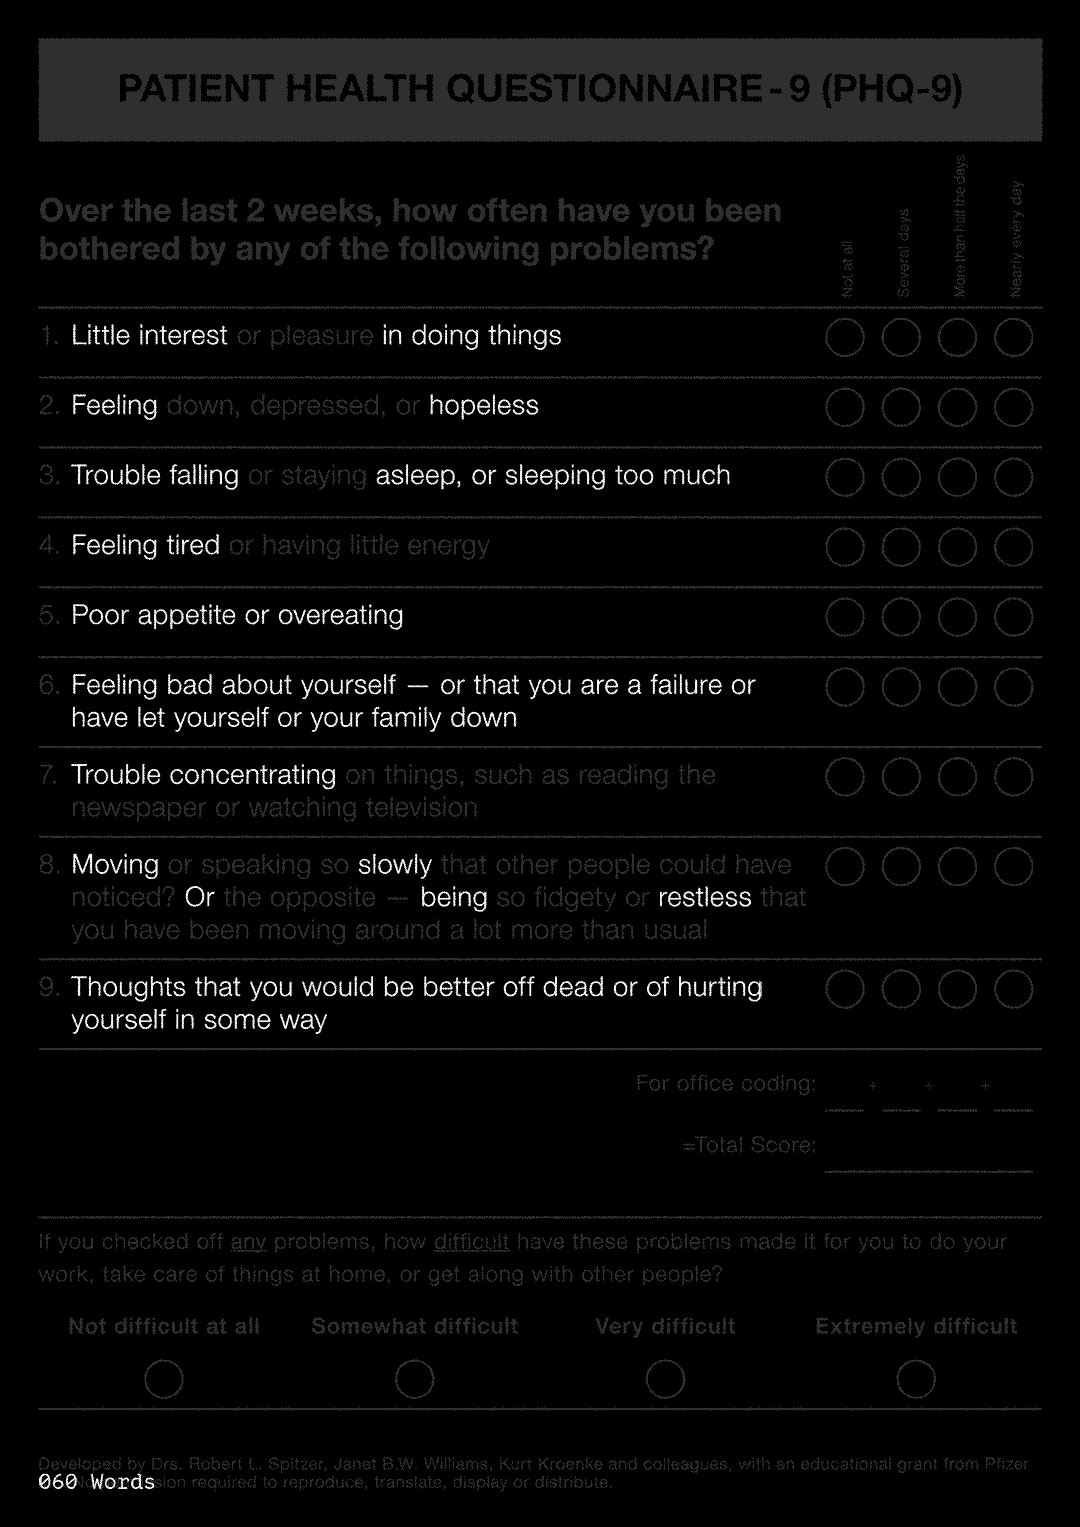 PATIENT HEALTH QUESTIONNAIRE - 9 (PHQ-9)
Over the last 2 weeks, how often have you been
bothered by any of the following problems?
Not at all
Several days
More than half the days
Nearly every day
1. Little interest or pleasure in doing things
2. Feeling down, depressed, or hopeless
3. Trouble falling or staying asleep, or sleeping too much
4. Feeling tired or having little energy
5. Poor appetite or overeating
6. Feeling bad about yourself — or that you are a failure or
have let yourself or your family down
7. Trouble concentrating on things, such as reading the
newspaper or watching television
8. Moving or speaking so slowly that other people could have
noticed? Or the opposite — being so fidgety or restless that
you have been moving around a lot more than usual
9. Thoughts that you would be better off dead or of hurting
yourself in some way
For office coding: + + +
=Total Score:
If you checked off any problems, how difficult have these problems made it for you to do your
work, take care of things at home, or get along with other people?
Not difficult at all Somewhat difficult Very difficult Extremely difficult
Developed by Drs. Robert L. Spitzer, Janet B.W. Williams, Kurt Kroenke and colleagues, with an educational grant from Pfizer
required to reproduce, translate, display or distribute.
060 Words